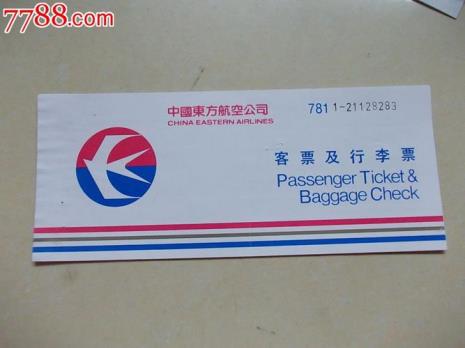 7788.com
中國東方航空公司
CHINA EASTERN AIRLINES
781 1-21128283
客票及行李票
Passenger Ticket &
Baggage Check